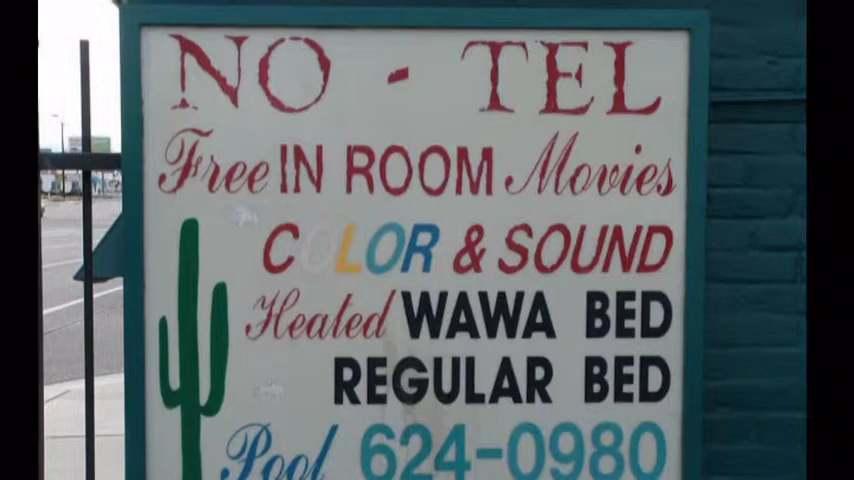 NO - TEL
Free IN ROOM Movies
COLOR & SOUND
Heated WAWA BED
REGULAR BED
Pool 624-0980